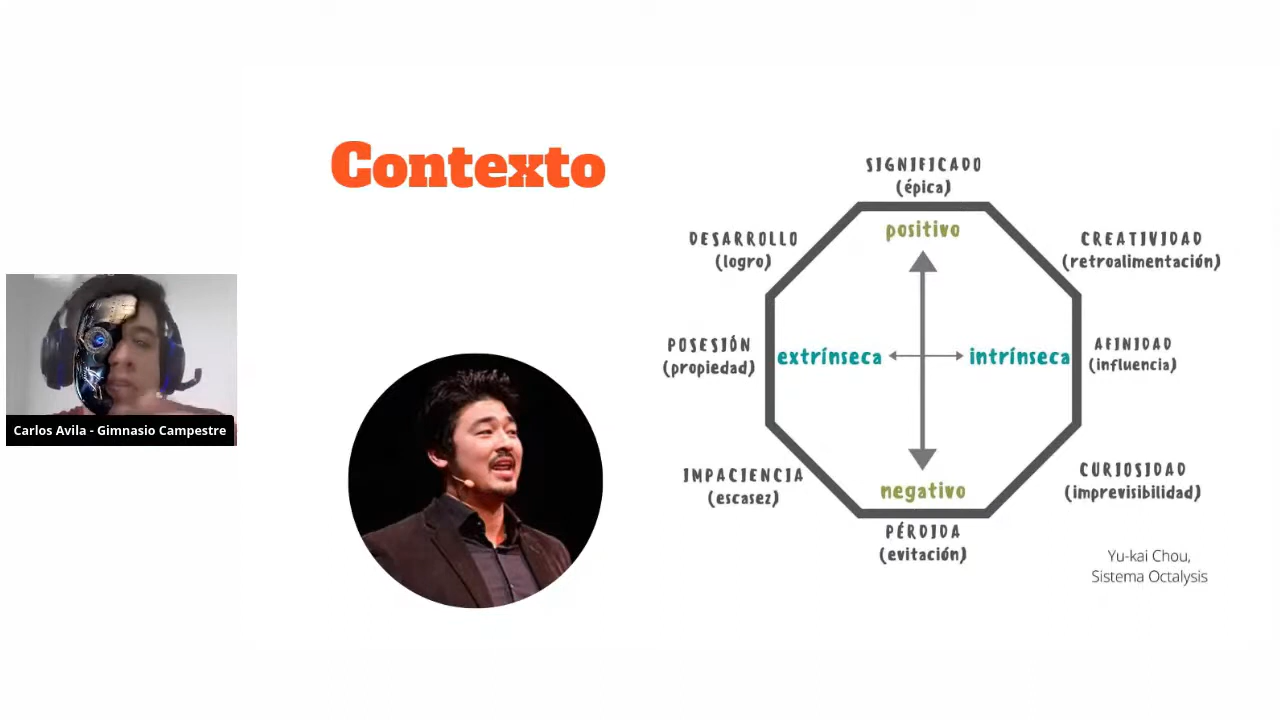 Contexto
SIGNIFICADO
(épica)
positivo
DESARROLLO
(logro)
CREATIVIDAD
(retroalimentación)
POSESIÓN
(propiedad)
extrínseca
intrínseca
AFINIDAD
(influencia)
IMPACIENCIA
(escasez)
CURIOSIDAD
(imprevisibilidad)
negativo
PÉRDIDA
(evitación)
Yu-kai Chou,
Sistema Octalysis
Carlos Avila - Gimnasio Campestre